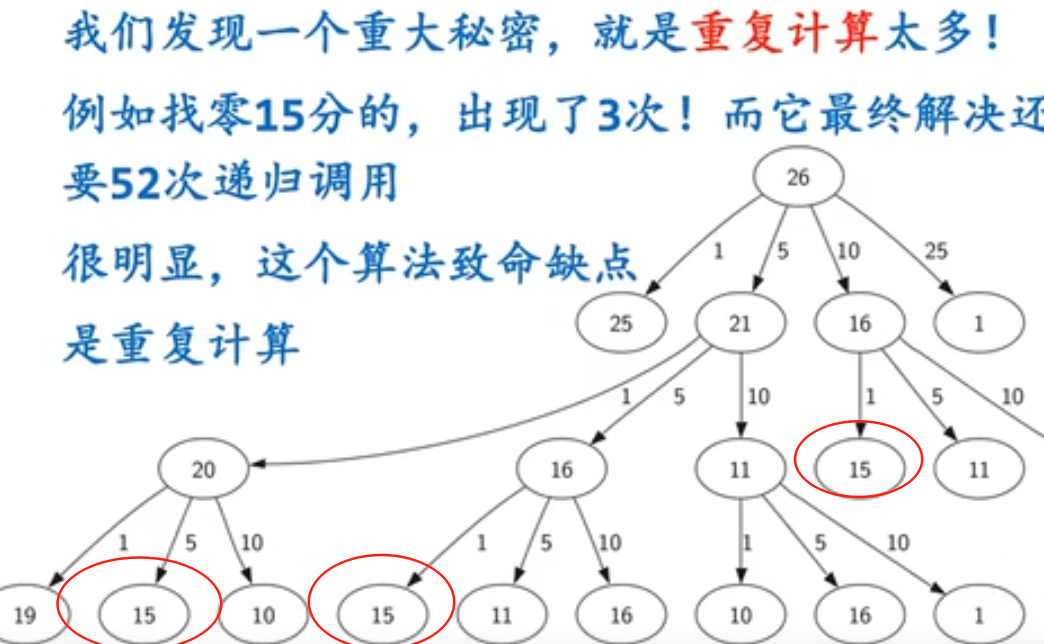 我们发现一个重大秘密，就是重复计算太多！
例如找零15分的，出现了3次！而它最终解决还
要52次递归调用
26
很明显，这个算法致命缺点
1 5 10 25
25 21 16 1
是重复计算
1 5 10 1 5 10
20 16 11 15 11
1 5 10 1 5 10 1 5 10
19 15 10 15 11 16 10 16 1